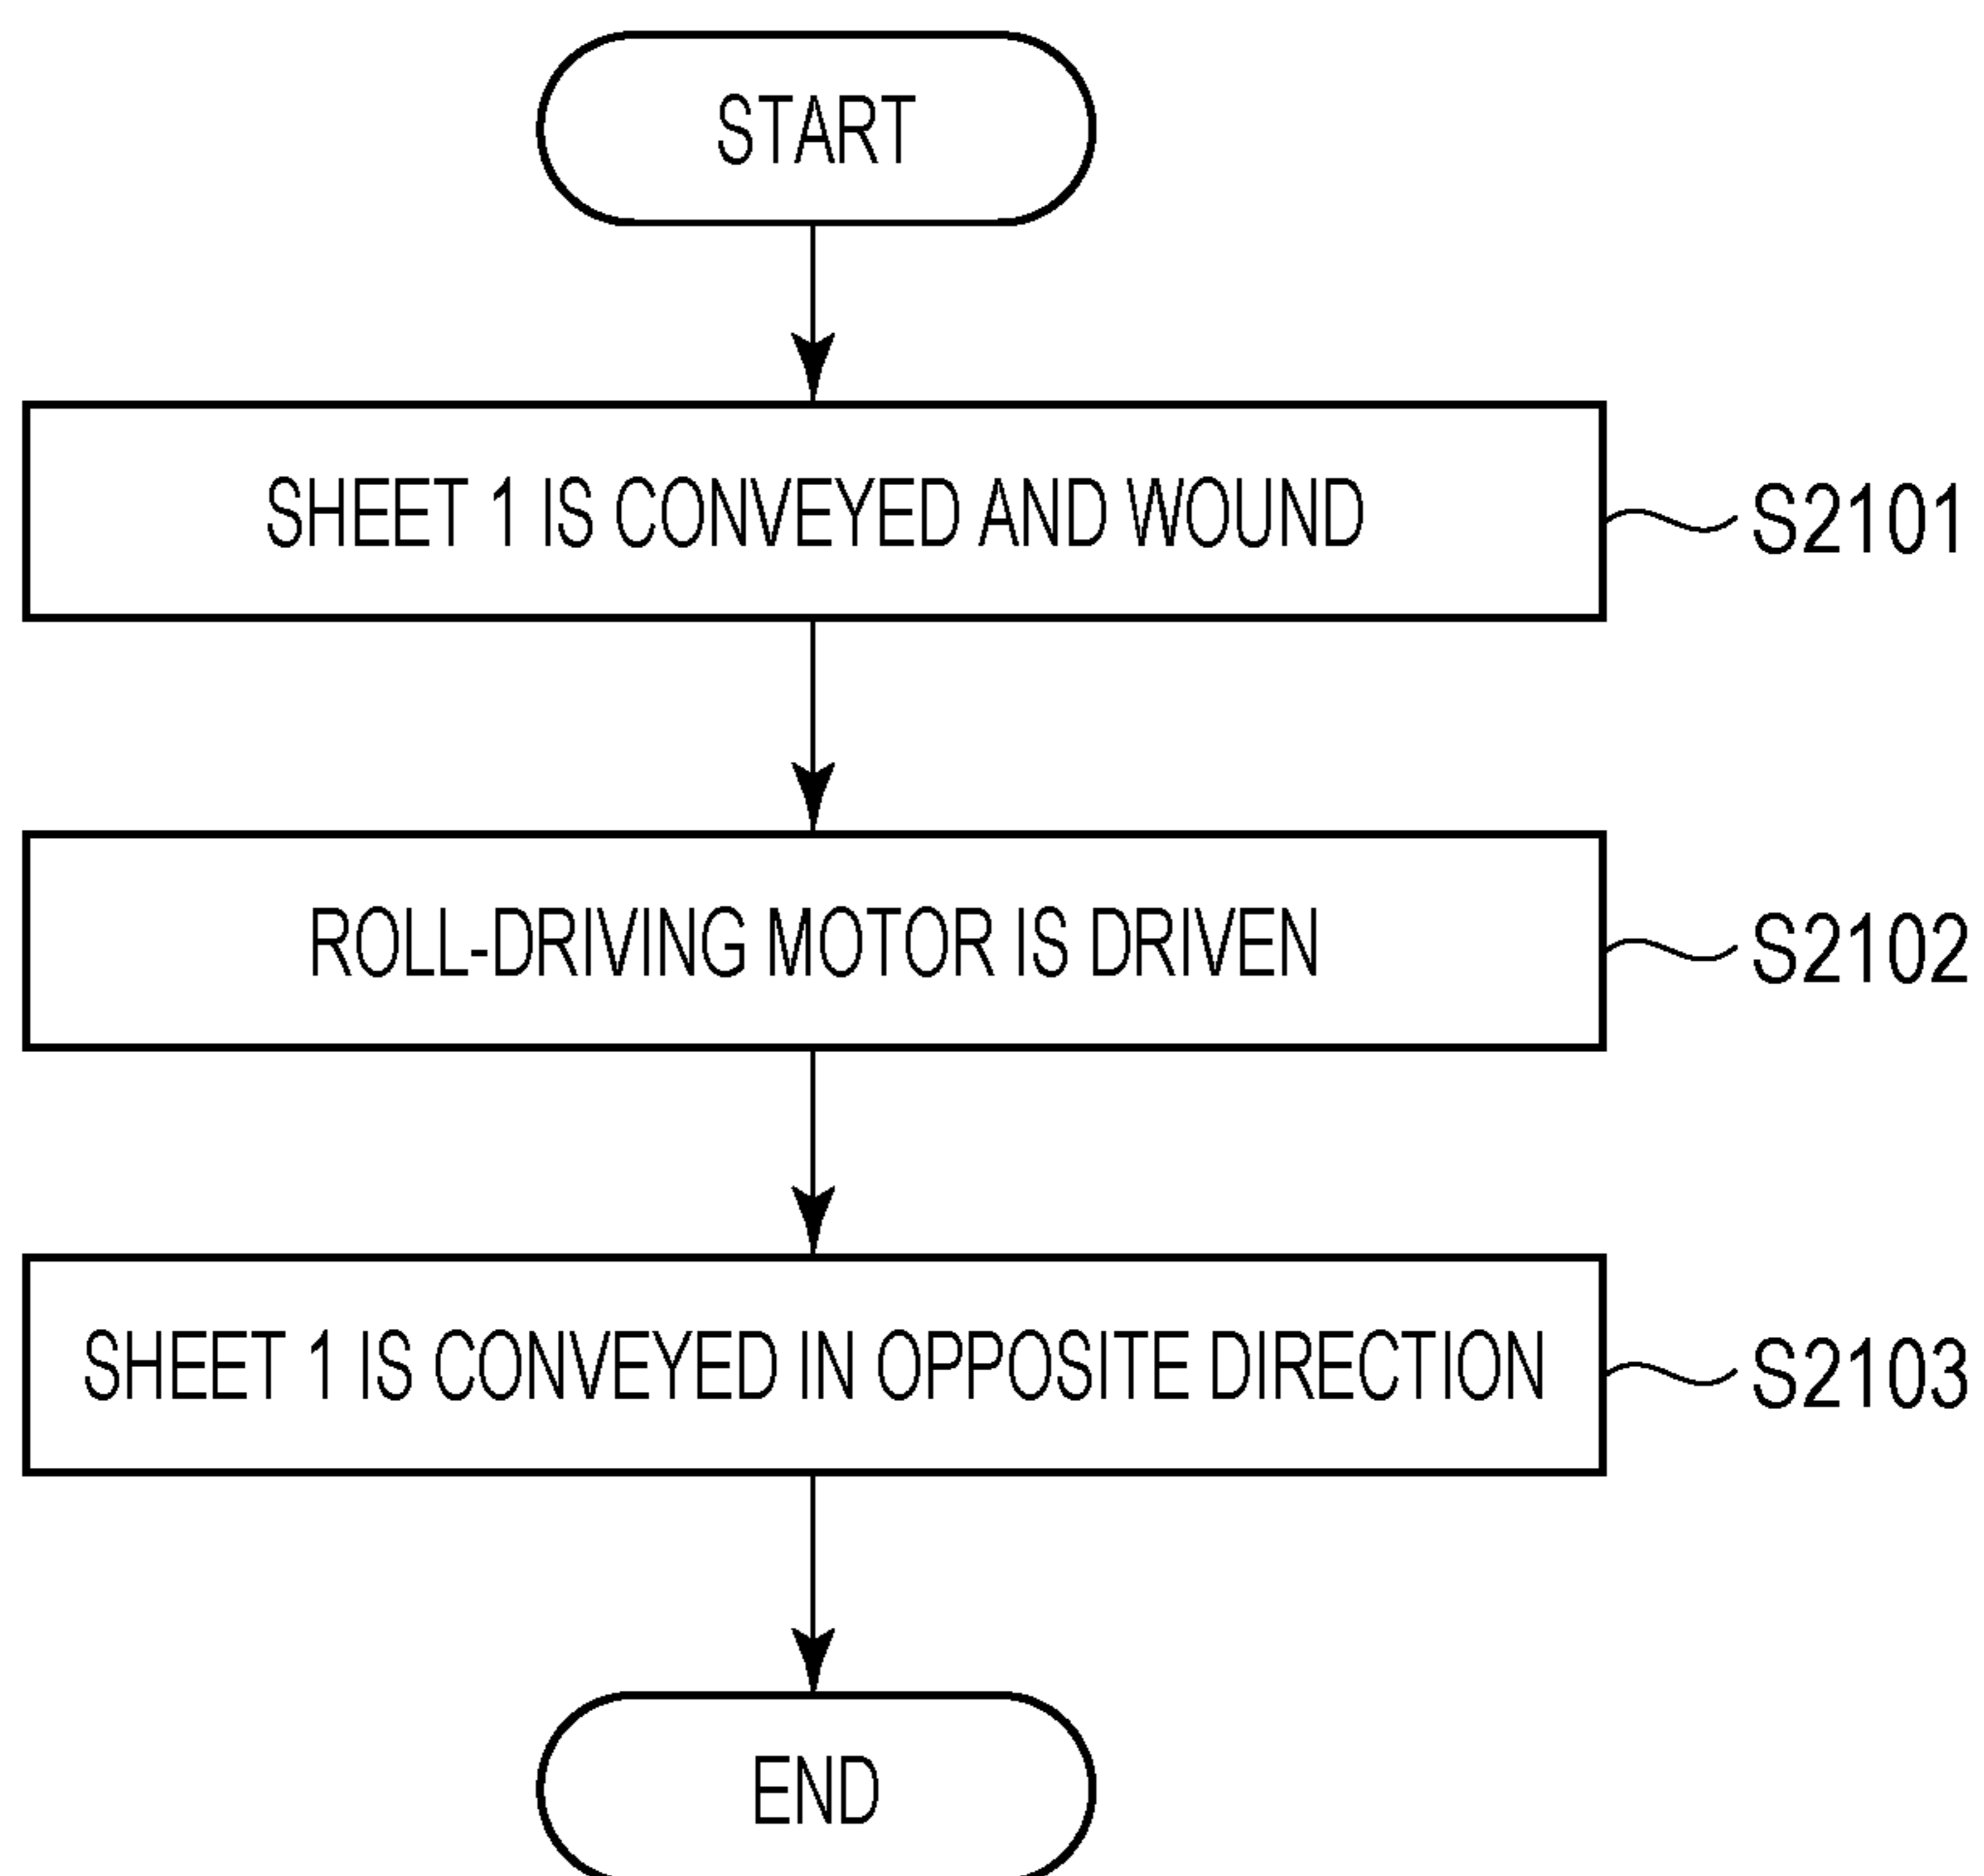 START
SHEET 1 IS CONVEYED AND WOUND
S2101
ROLL-DRIVING MOTOR IS DRIVEN
S2102
SHEET 1 IS CONVEYED IN OPPOSITE DIRECTION
S2103
END